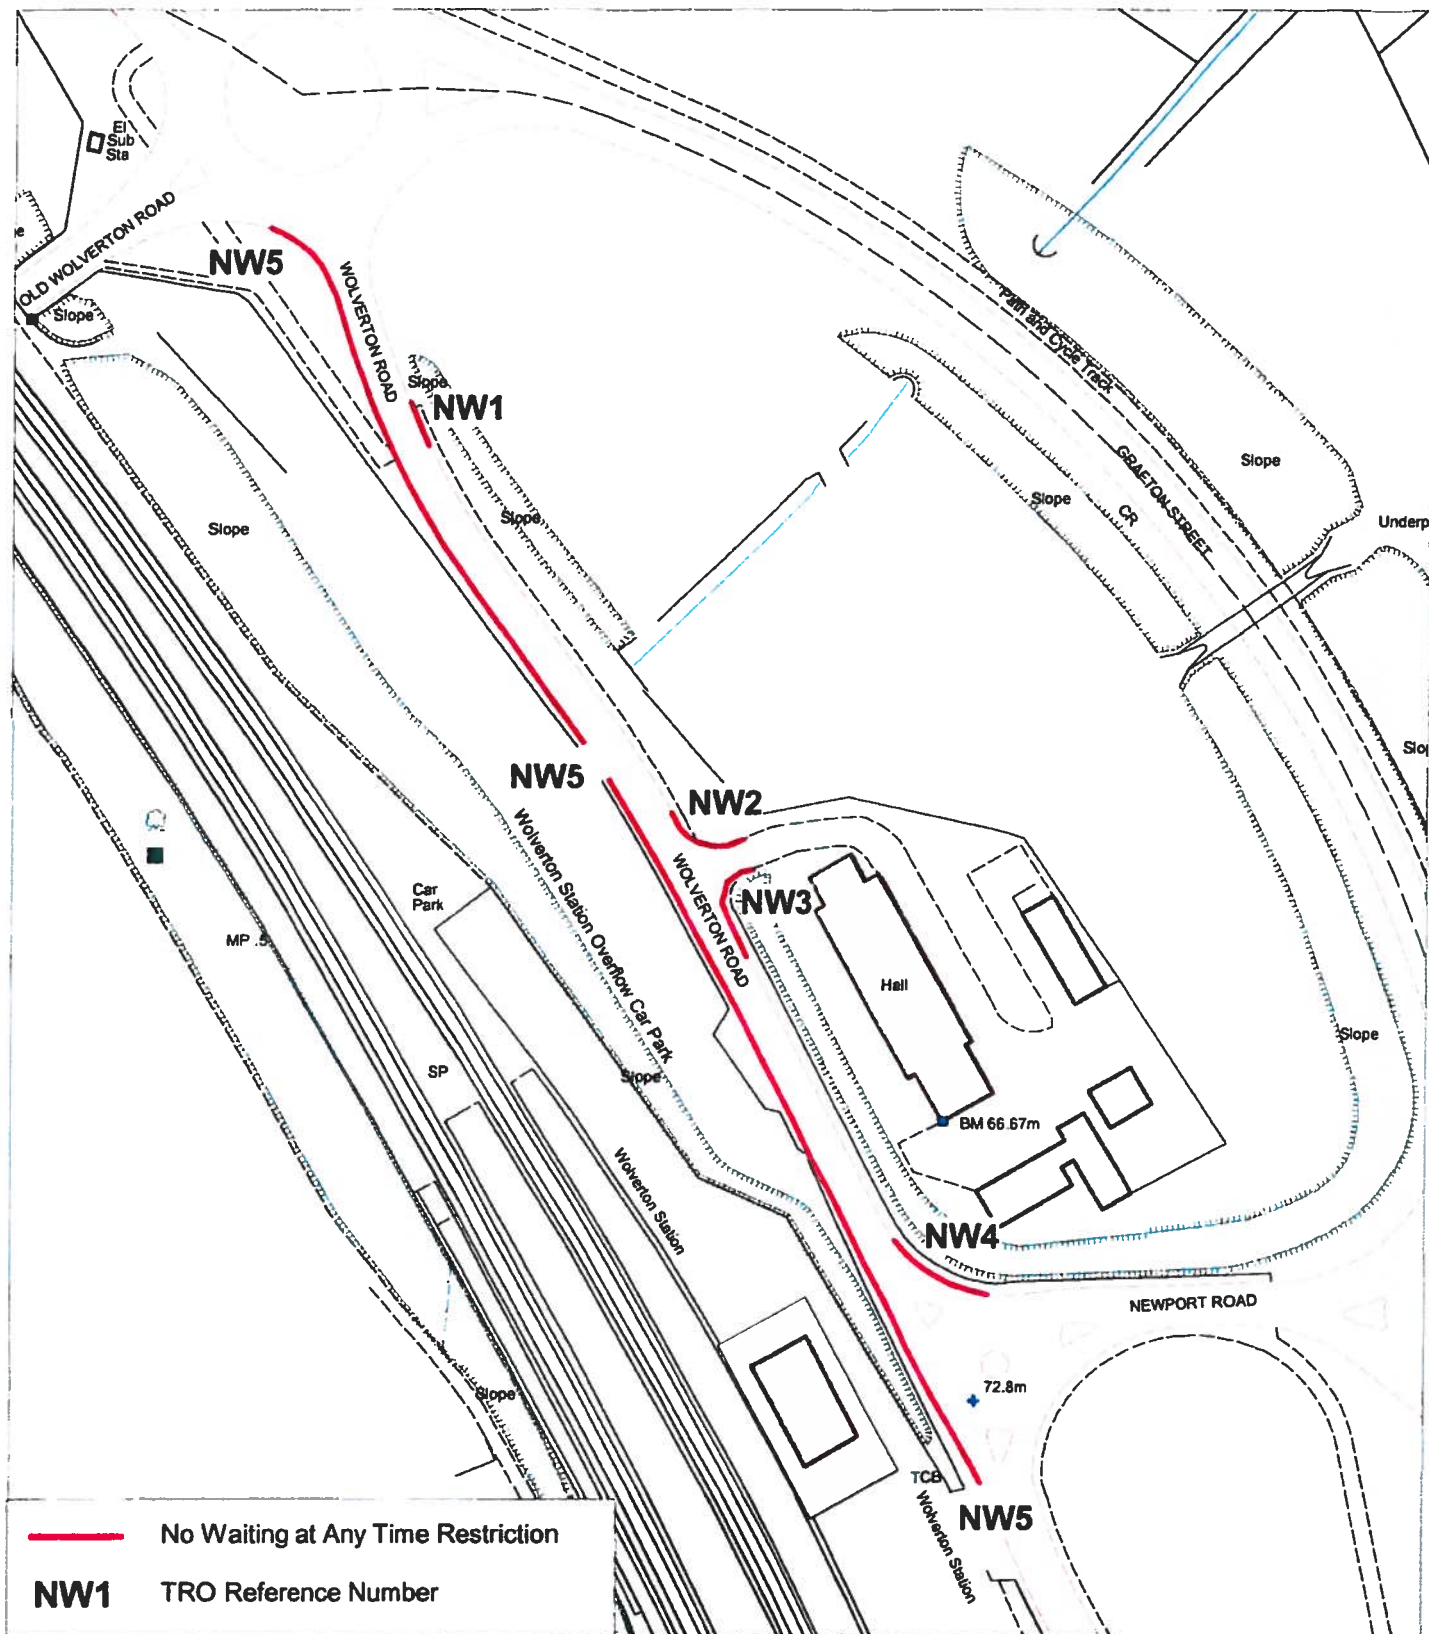 El
Sub
Sta
OLD WOLVERTON ROAD
Slope
NW5
WOLVERTON ROAD
Slope
NW1
Slope
Slope
Path and Cycle Track
GRAFTON STREET
CR
Slope
Slope
Underp
Slop
NW5
NW2
WOLVERTON ROAD
NW3
Wolverton Station Overflow Car Park
Car
Park
MP .5
Hall
SP
Slope
Slope
BM 66.67m
Wolverton Station
NW4
NEWPORT ROAD
72.8m
Slope
TCB
Wolverton Station
NW5
No Waiting at Any Time Restriction
NW1 TRO Reference Number